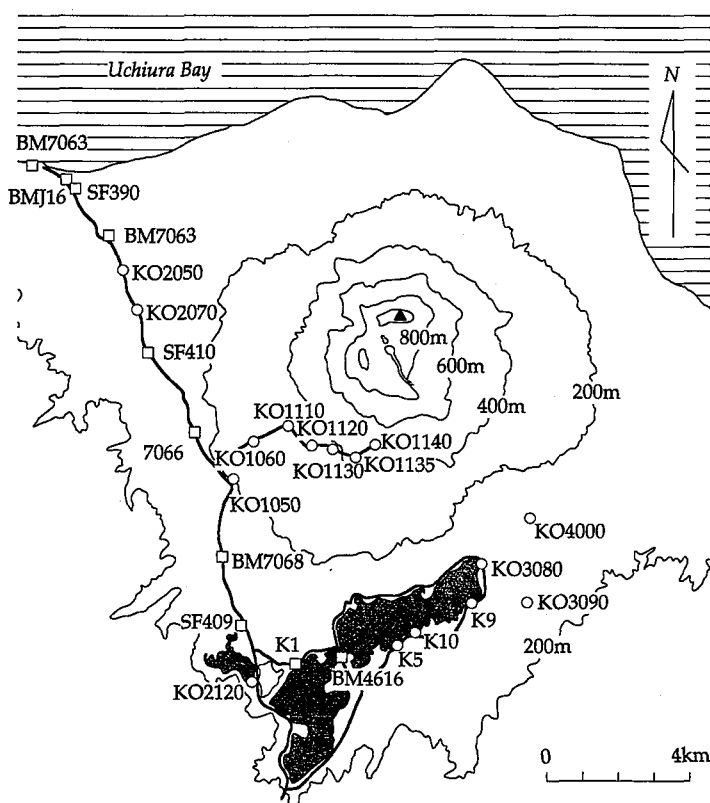 Uchiura Bay
N
BM7063
BMJ16
SF390
BM7063
KO2050
KO2070
SF410
800m
600m
200m
400m
KO1110
KO1120
KO1140
7066
KO1060
KO1130
KO1135
KO1050
KO4000
BM7068
KO3080
SF409
K1
K10
K9
KO3090
K5
200m
BM4616
KO2120
0
4km